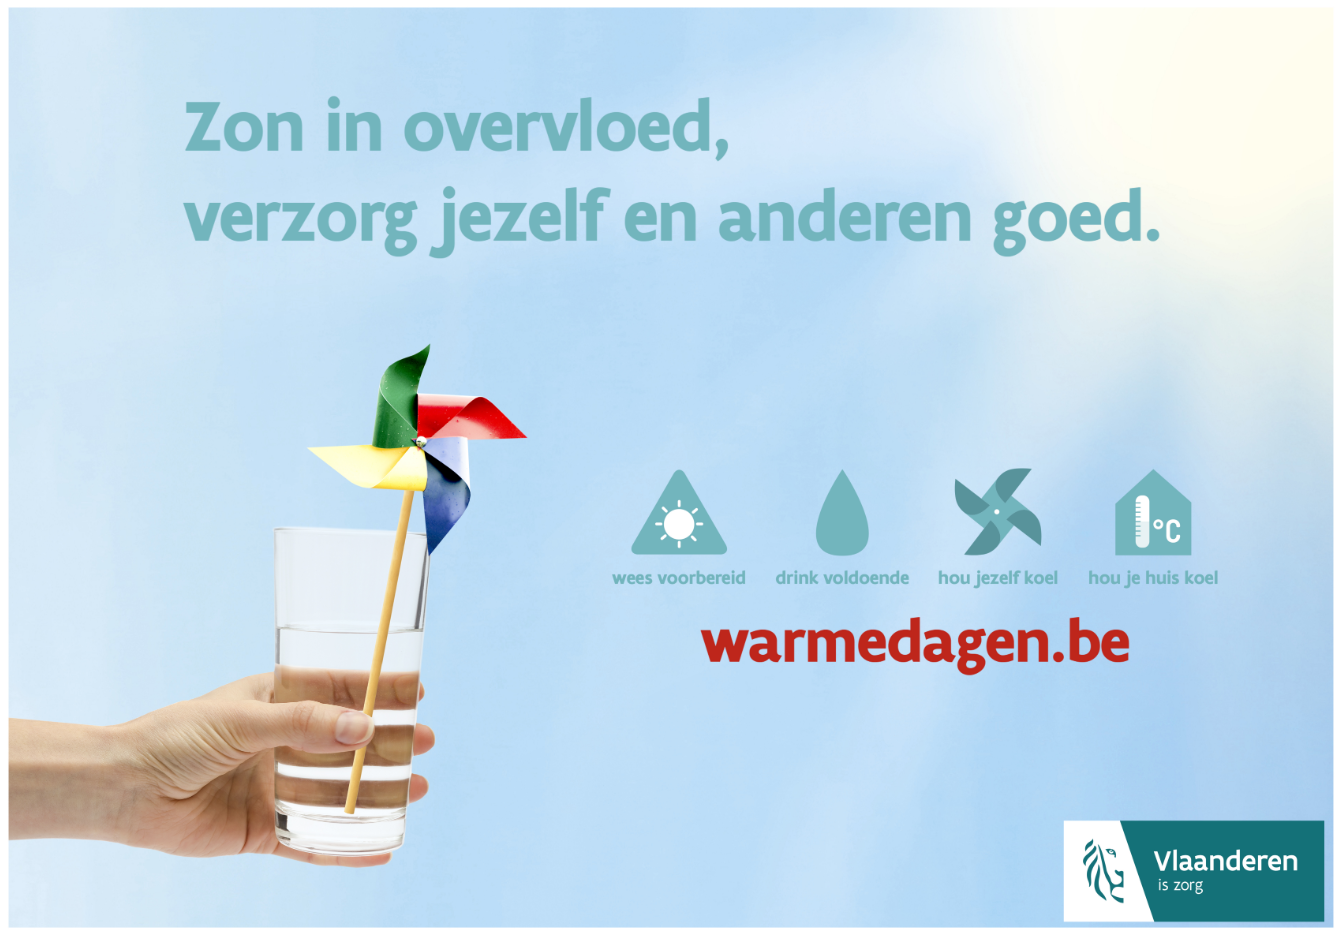 Zon in overvloed,
verzorg jezelf en anderen goed.
°C
wees voorbereid
drink voldoende
hou jezelf koel
hou je huis koel
warmedagen.be
Vlaanderen
is zorg